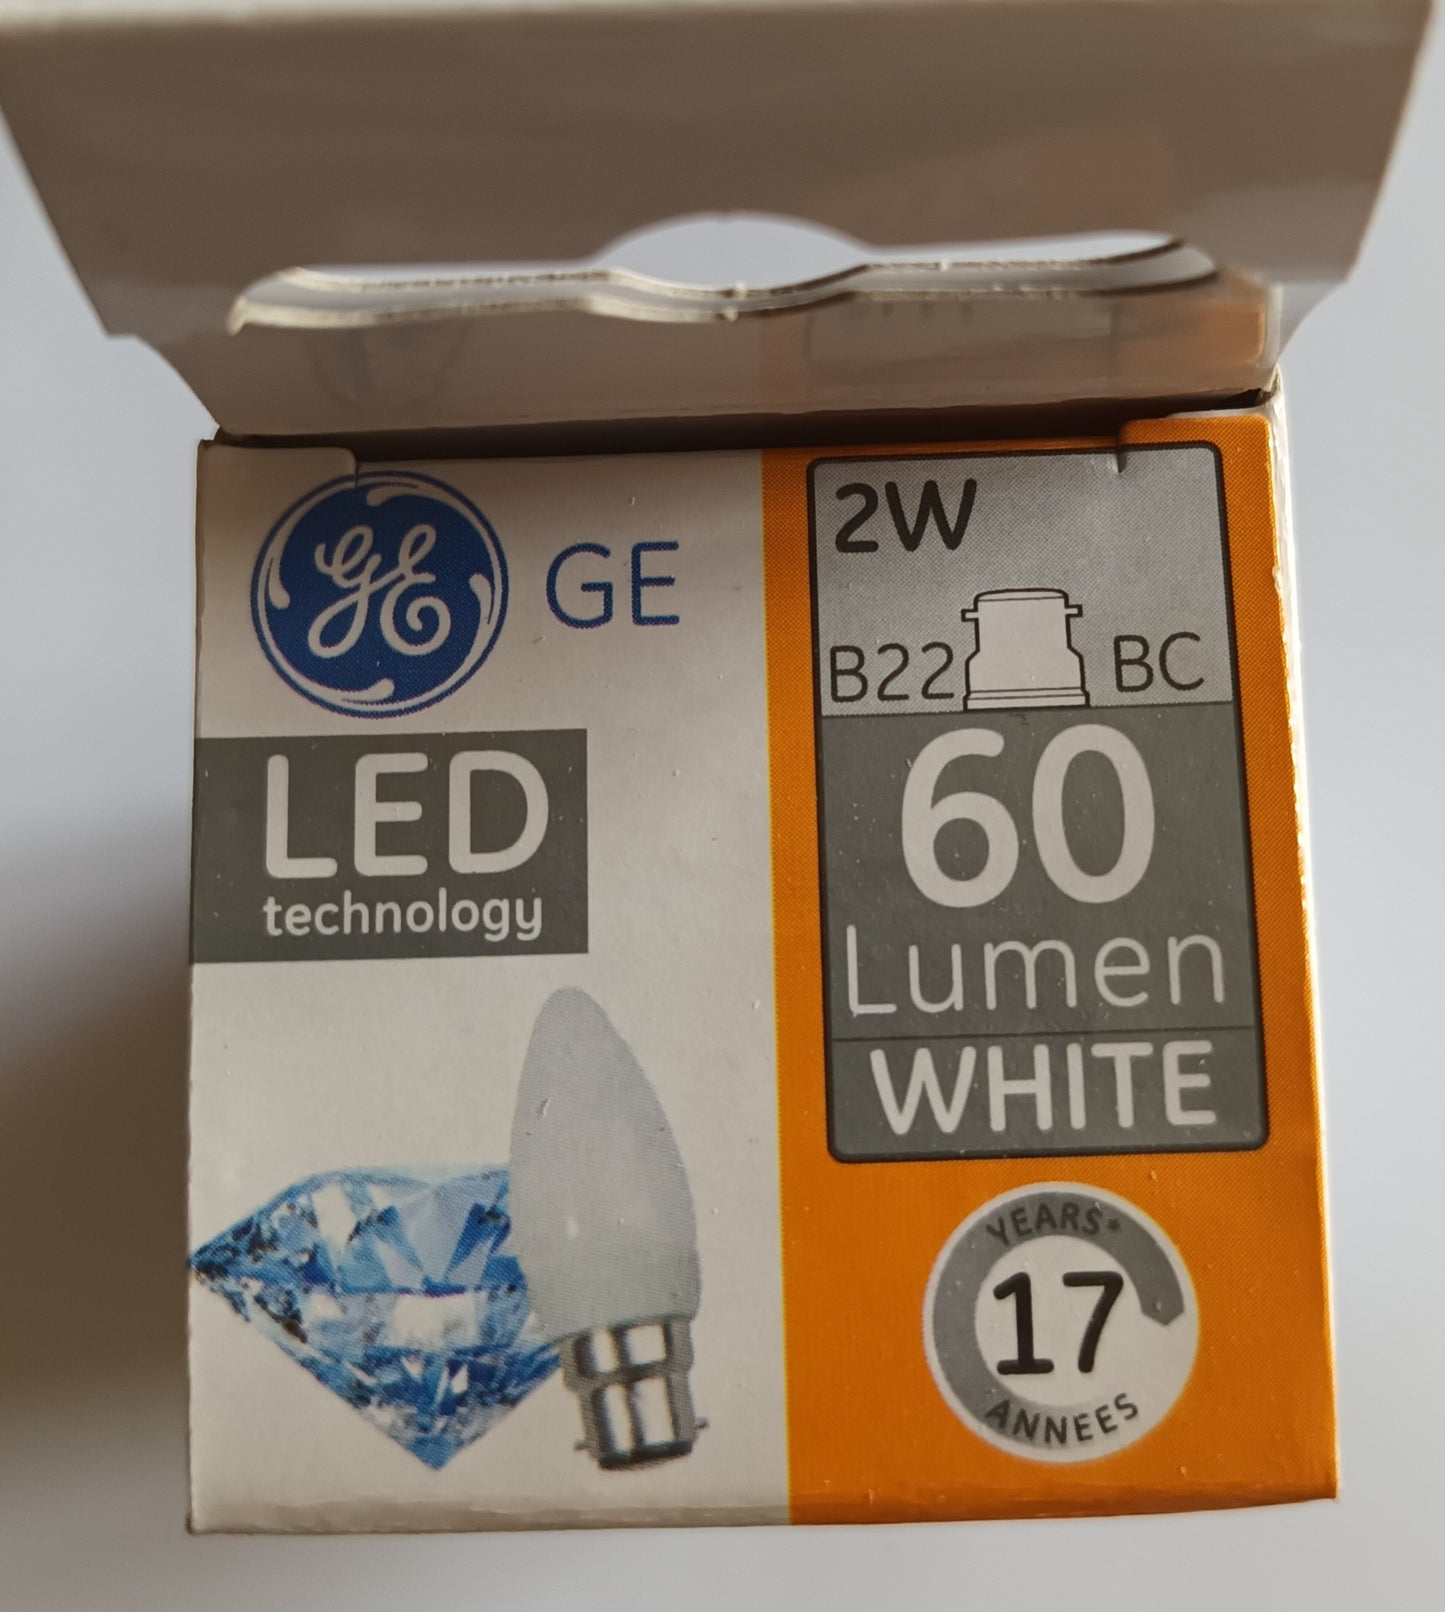 GE GE
LED
technology
2W
B22 BC
60
Lumen
WHITE
YEARS*
17
ANNEES